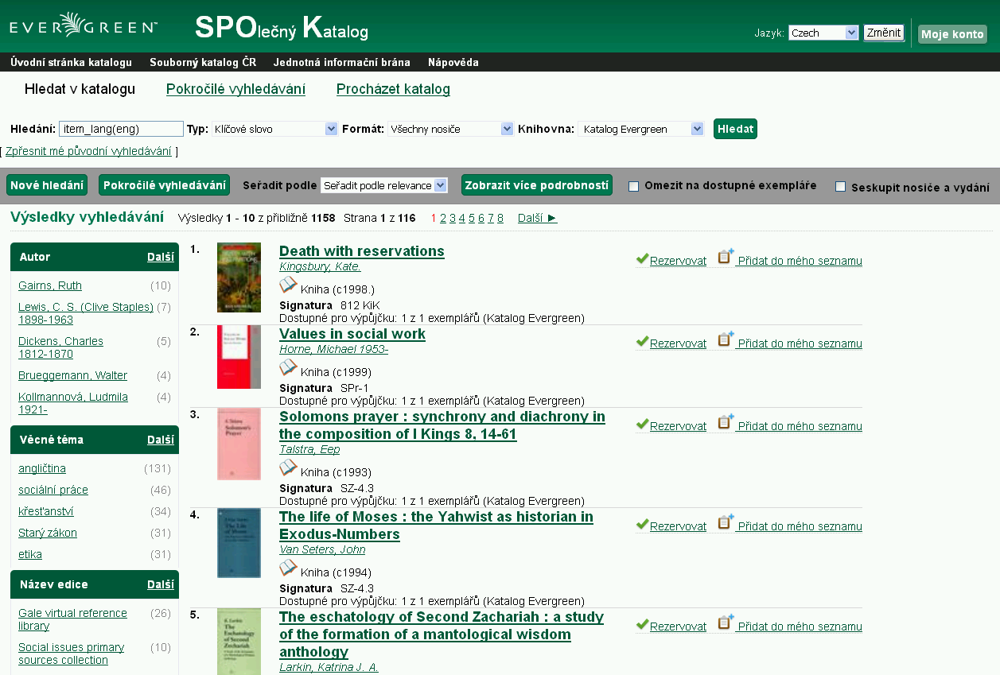 EVERGREEN™
SPOlečný Katalog
Jazyk: Czech Změnit Moje konto
Úvodní stránka katalogu Souborný katalog ČR Jednotná informační brána Nápověda
Hledat v katalogu Pokročilé vyhledávání Procházet katalog
Hledání: item_lang(eng) Typ: Klíčové slovo Formát: Všechny nosiče Knihovna: Katalog Evergreen Hledat
[ Zpřesnit mé původní vyhledávání ]
Nové hledání Pokročilé vyhledávání Seřadit podle Seřadit podle relevance Zobrazit více podrobností Omezit na dostupné exempláře Seskupit nosiče a vydání
Výsledky vyhledávání Výsledky 1 - 10 z přibližně 1158 Strana 1 z 116 1 2 3 4 5 6 7 8 Další ►
Autor Další
Gairns, Ruth (10)
Lewis, C. S. (Clive Staples) (7)
1898-1963
Dickens, Charles (5)
1812-1870
Brueggemann, Walter (4)
Kollmannová, Ludmila (4)
1921-
Věcné téma Další
angličtina (131)
sociální práce (46)
křesťanství (34)
Starý zákon (31)
etika (31)
Název edice Další
Gale virtual reference (26)
library
Social issues primary (10)
sources collection
1. Death with reservations
Kingsbury, Kate.
Kniha (c1998.)
Signatura 812 KiK
Dostupné pro výpůjčku: 1 z 1 exemplářů (Katalog Evergreen)
Rezervovat Přidat do mého seznamu
2. Values in social work
Horne, Michael 1953-
Kniha (c1999)
Signatura SPr-1
Dostupné pro výpůjčku: 1 z 1 exemplářů (Katalog Evergreen)
Rezervovat Přidat do mého seznamu
3. Solomons prayer : synchrony and diachrony in
the composition of I Kings 8, 14-61
Talstra, Eep
Kniha (c1993)
Signatura SZ-4.3
Dostupné pro výpůjčku: 1 z 1 exemplářů (Katalog Evergreen)
Rezervovat Přidat do mého seznamu
4. The life of Moses : the Yahwist as historian in
Exodus-Numbers
Van Seters, John
Kniha (c1994)
Signatura SZ-4.3
Dostupné pro výpůjčku: 1 z 1 exemplářů (Katalog Evergreen)
Rezervovat Přidat do mého seznamu
5. The eschatology of Second Zachariah : a study
of the formation of a mantological wisdom
anthology
Larkin, Katrina J. A.
Rezervovat Přidat do mého seznamu